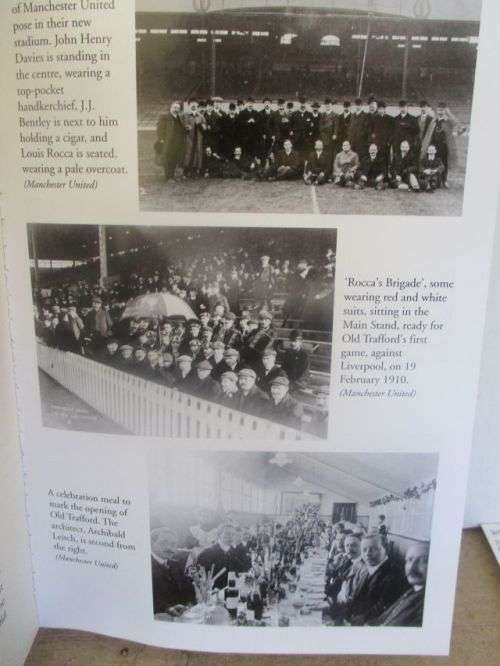 of Manchester United
pose in their new
stadium. John Henry
Davies is standing in
the centre, wearing a
top-pocket
handkerchief, J.J.
Bentley is next to him
holding a cigar, and
Louis Rocca is seated,
wearing a pale overcoat.
(Manchester United)
'Rocca's Brigade', some
wearing red and white
suits, sitting in the
Main Stand, ready for
Old Trafford's first
game, against
Liverpool, on 19
February 1910.
(Manchester United)
A celebration meal to
mark the opening of
Old Trafford. The
architect, Archibald
Leitch, is second from
the right.
(Manchester United)